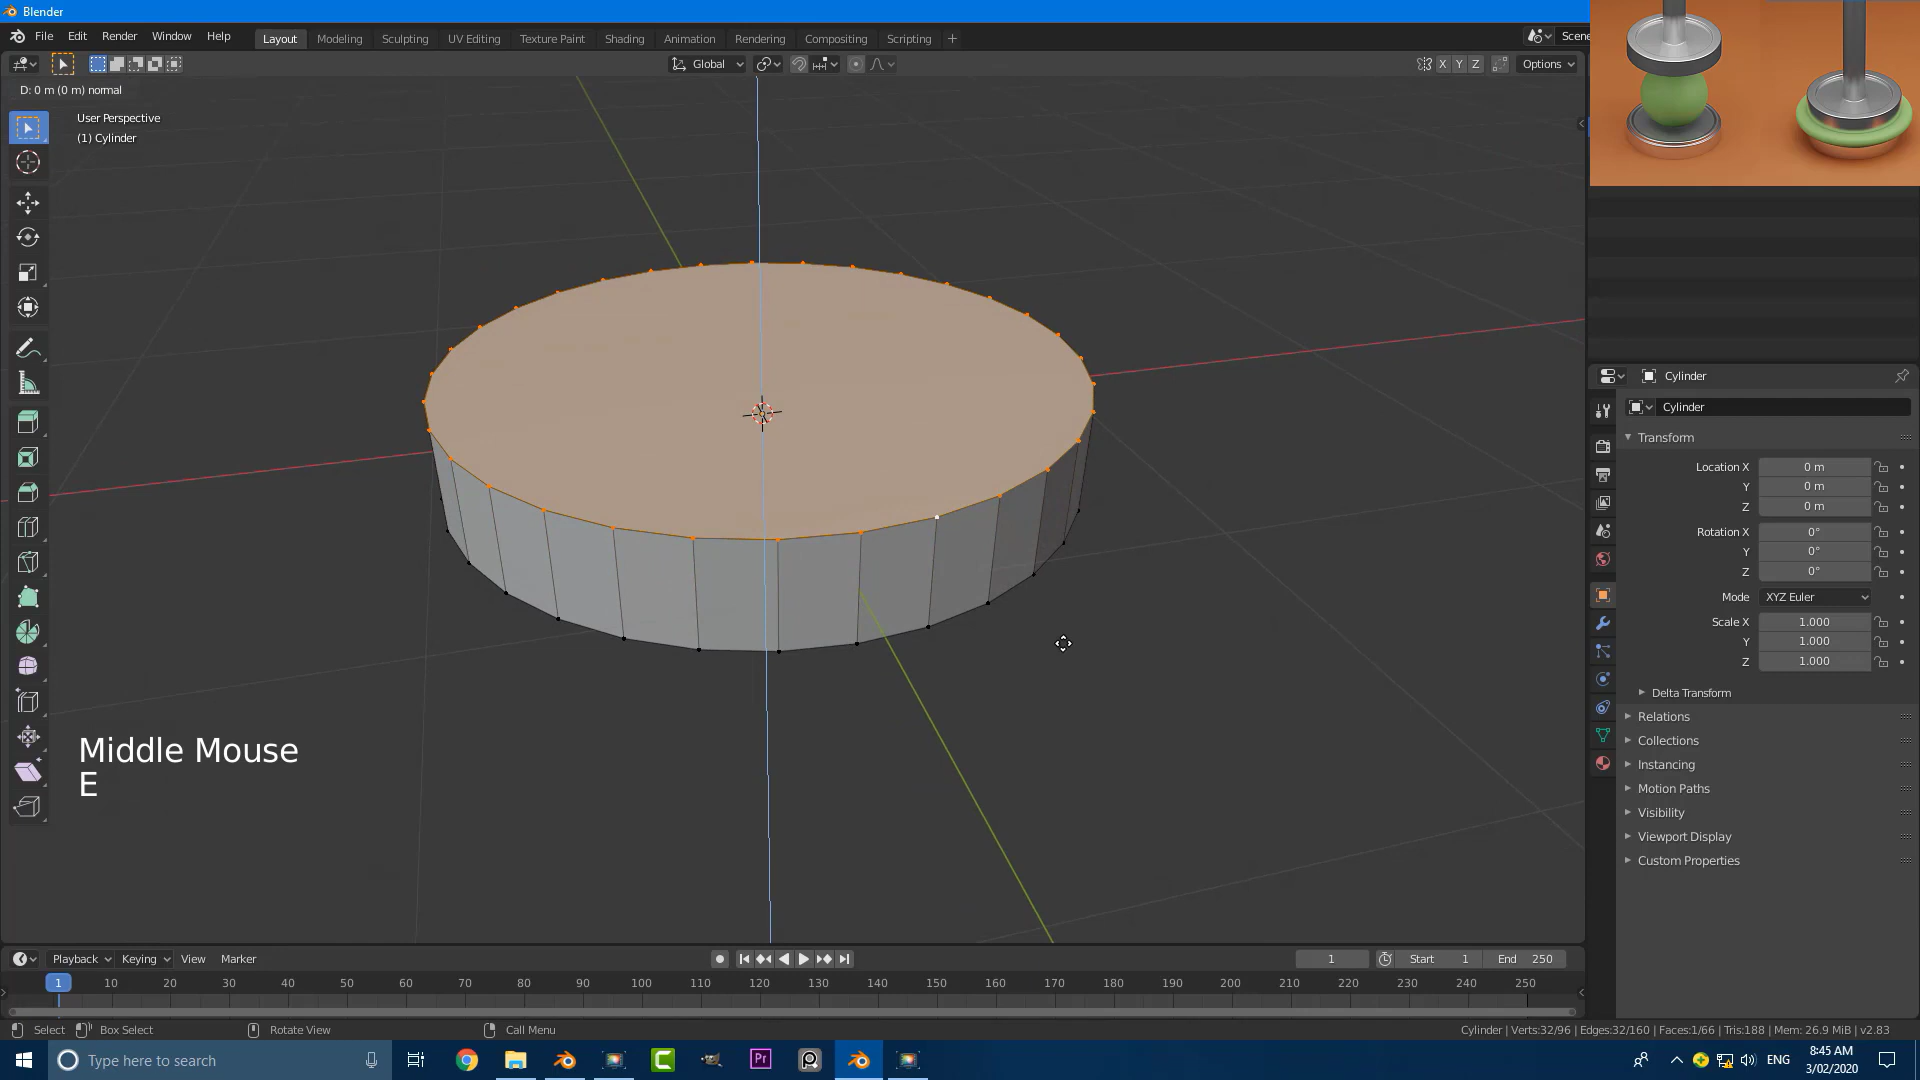 Blender
File Edit Render Window Help
Layout Modeling Sculpting UV Editing Texture Paint Shading Animation Rendering Compositing Scripting +
Scene
Global
X Y Z Options
D: 0 m (0 m) normal
User Perspective
(1) Cylinder
Middle Mouse
E
Cylinder
Cylinder
Transform
Location X 0 m
Y 0 m
Z 0 m
Rotation X 0°
Y 0°
Z 0°
Mode XYZ Euler
Scale X 1.000
Y 1.000
Z 1.000
Delta Transform
Relations
Collections
Instancing
Motion Paths
Visibility
Viewport Display
Custom Properties
Playback Keying View Marker
1 Start 1 End 250
1 10 20 30 40 50 60 70 80 90 100 110 120 130 140 150 160 170 180 190 200 210 220 230 240 250
Select Box Select Rotate View Call Menu
Cylinder | Verts:32/96 | Edges:32/160 | Faces:1/66 | Tris:188 | Mem: 26.9 MiB | v2.83
Type here to search
Pr
ENG
8:45 AM
3/02/2020